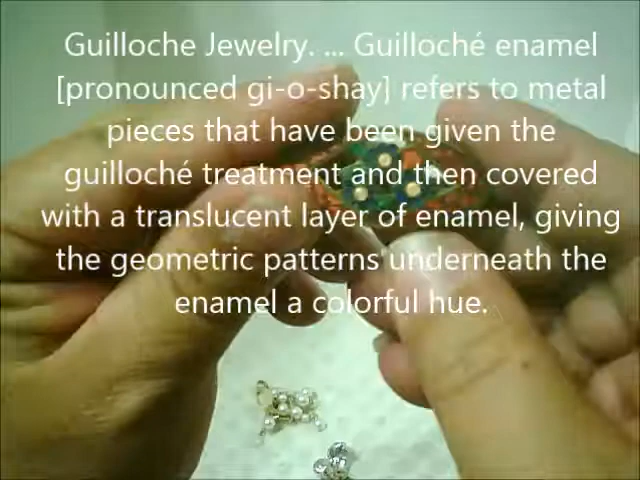 Guilloche Jewelry. ... Guilloché enamel
[pronounced gi-o-shay] refers to metal
pieces that have been given the
guilloché treatment and then covered
with a translucent layer of enamel, giving
the geometric patterns underneath the
enamel a colorful hue.